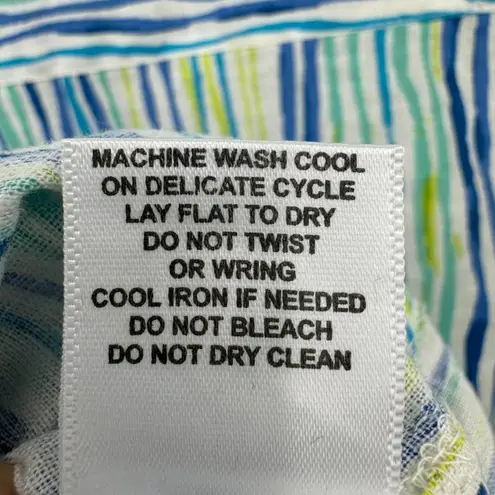 MACHINE WASH COOL
ON DELICATE CYCLE
LAY FLAT TO DRY
DO NOT TWIST
OR WRING
COOL IRON IF NEEDED
DO NOT BLEACH
DO NOT DRY CLEAN